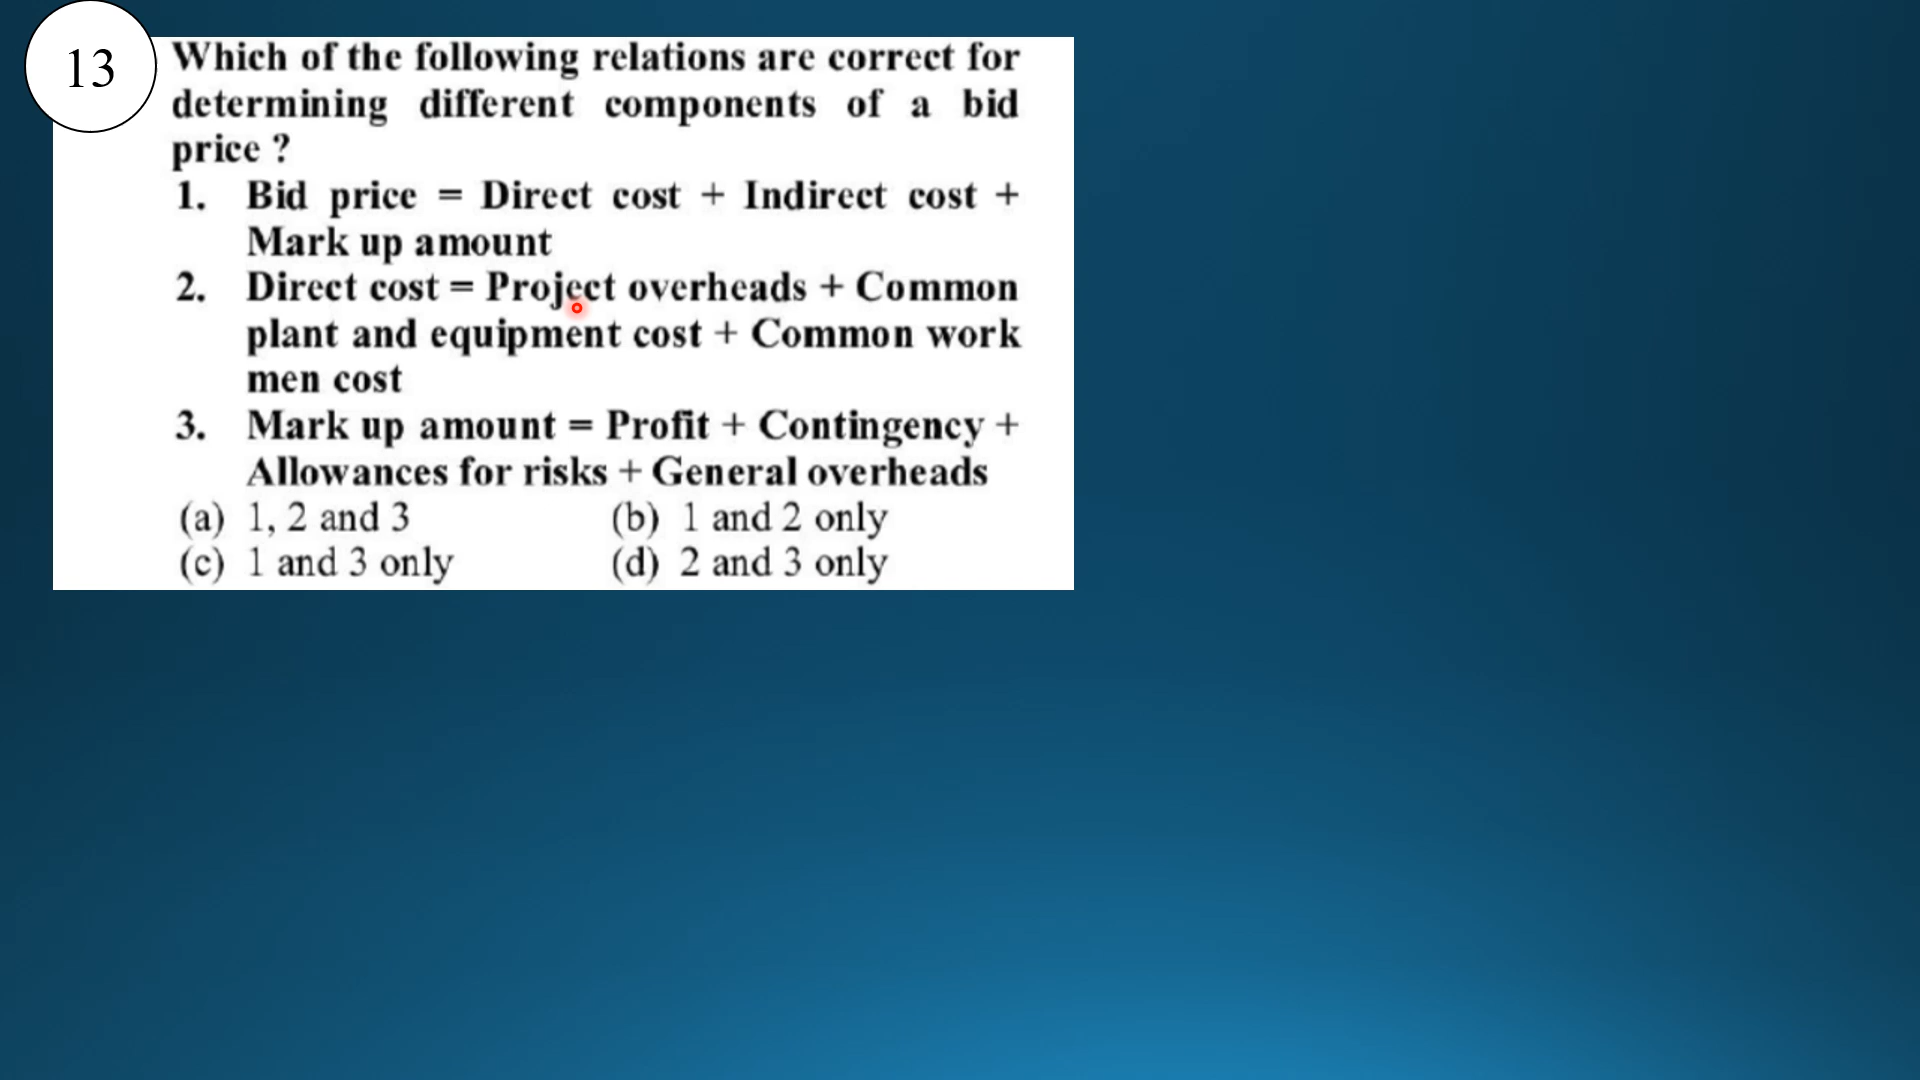 13
Which of the following relations are correct for
determining different components of a bid
price ?
1. Bid price = Direct cost + Indirect cost +
Mark up amount
2. Direct cost = Project overheads + Common
plant and equipment cost + Common work
men cost
3. Mark up amount = Profit + Contingency +
Allowances for risks + General overheads
(a) 1, 2 and 3 (b) 1 and 2 only
(c) 1 and 3 only (d) 2 and 3 only